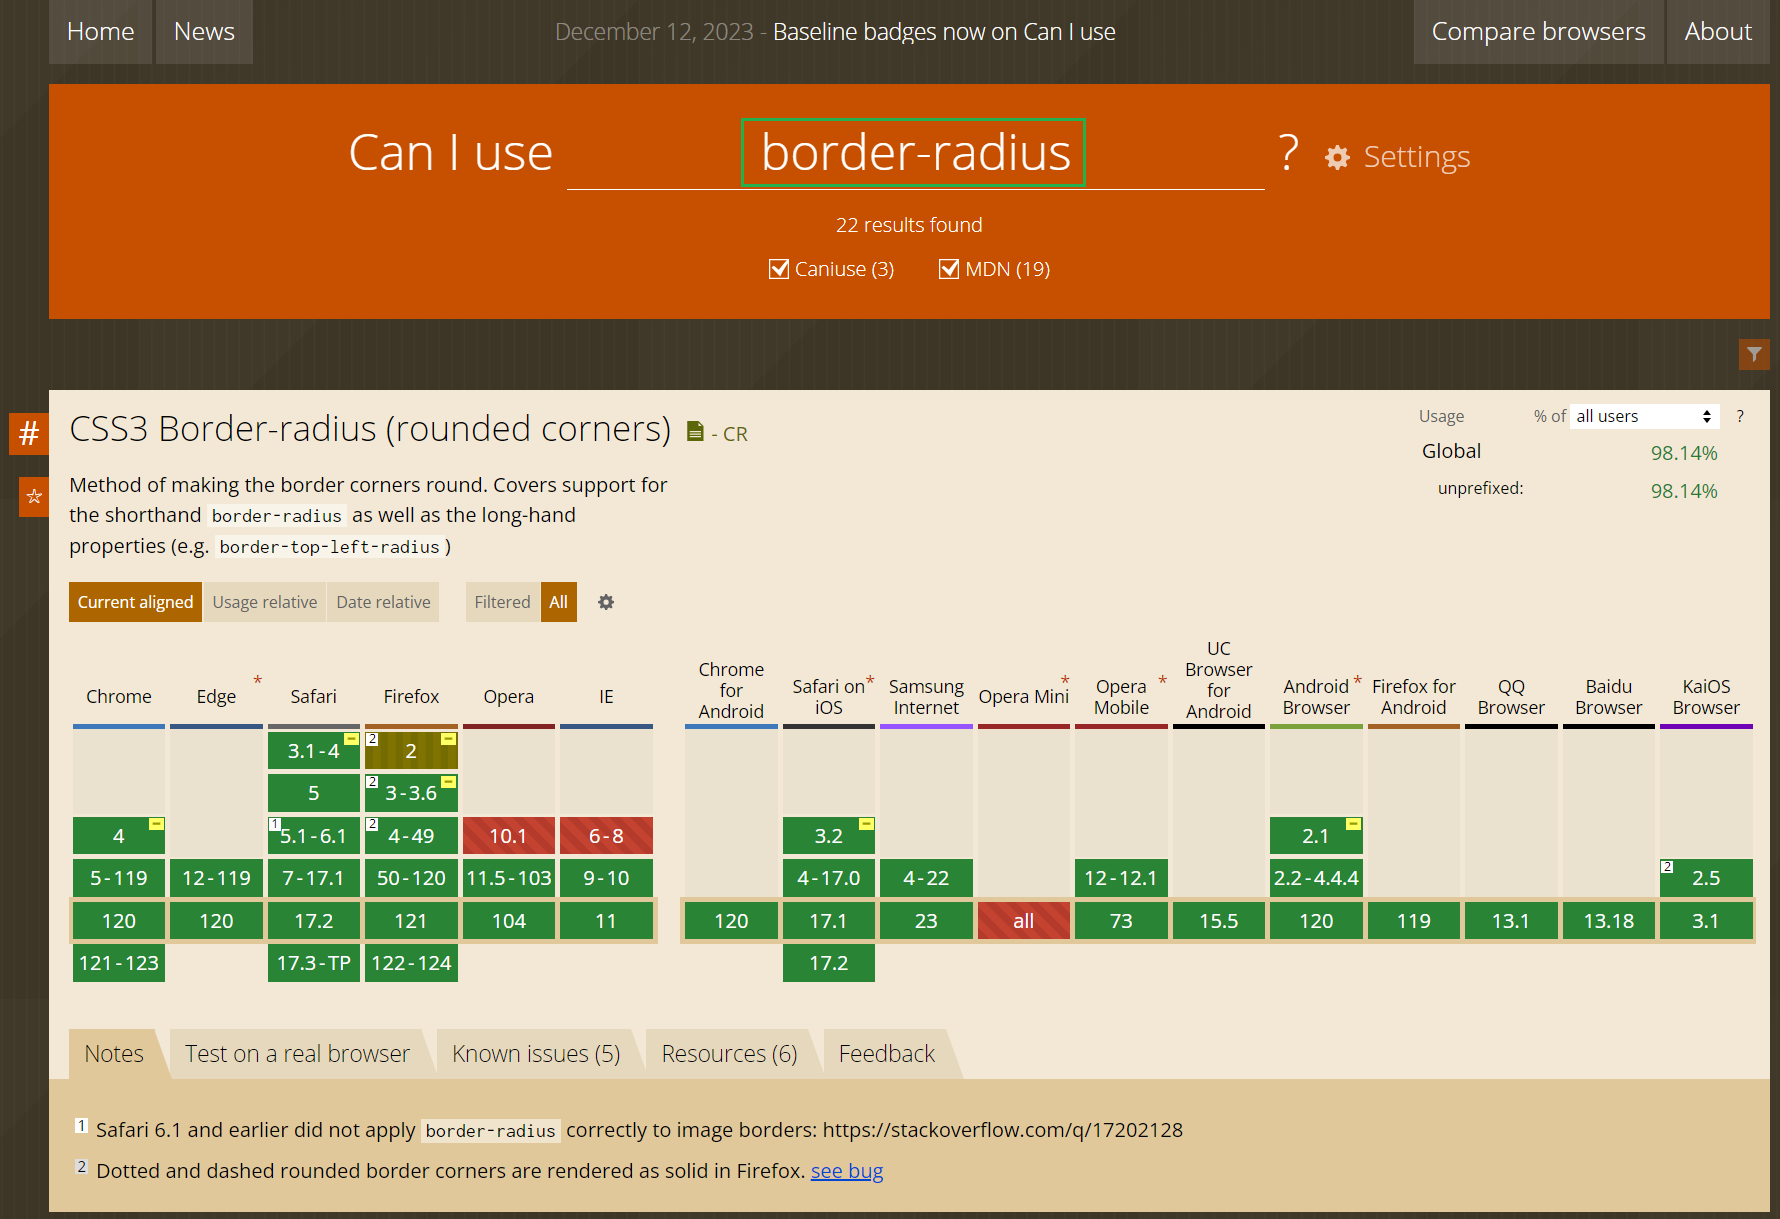 Home News December 12, 2023 - Baseline badges now on Can I use Compare browsers About
Can I use border-radius ? Settings
22 results found
Caniuse (3) MDN (19)
# CSS3 Border-radius (rounded corners) - CR
Usage % of all users ?
Global 98.14%
unprefixed: 98.14%
Method of making the border corners round. Covers support for
the shorthand border-radius as well as the long-hand
properties (e.g. border-top-left-radius)
Current aligned Usage relative Date relative Filtered All
Chrome Edge * Safari Firefox Opera IE Chrome for Android Safari on iOS * Samsung Internet Opera Mini * Opera Mobile * UC Browser for Android Android Browser * Firefox for Android QQ Browser Baidu Browser KaiOS Browser
3.1-4 2 2
5 2 3-3.6
4 1 5.1-6.1 2 4-49 10.1 6-8 3.2 2.1
5-119 12-119 7-17.1 50-120 11.5-103 9-10 4-17.0 4-22 12-12.1 2.2-4.4.4 2 2.5
120 120 17.2 121 104 11 120 17.1 23 all 73 15.5 120 119 13.1 13.18 3.1
121-123 17.3-TP 122-124 17.2
Notes Test on a real browser Known issues (5) Resources (6) Feedback
1 Safari 6.1 and earlier did not apply border-radius correctly to image borders: https://stackoverflow.com/q/17202128
2 Dotted and dashed rounded border corners are rendered as solid in Firefox. see bug